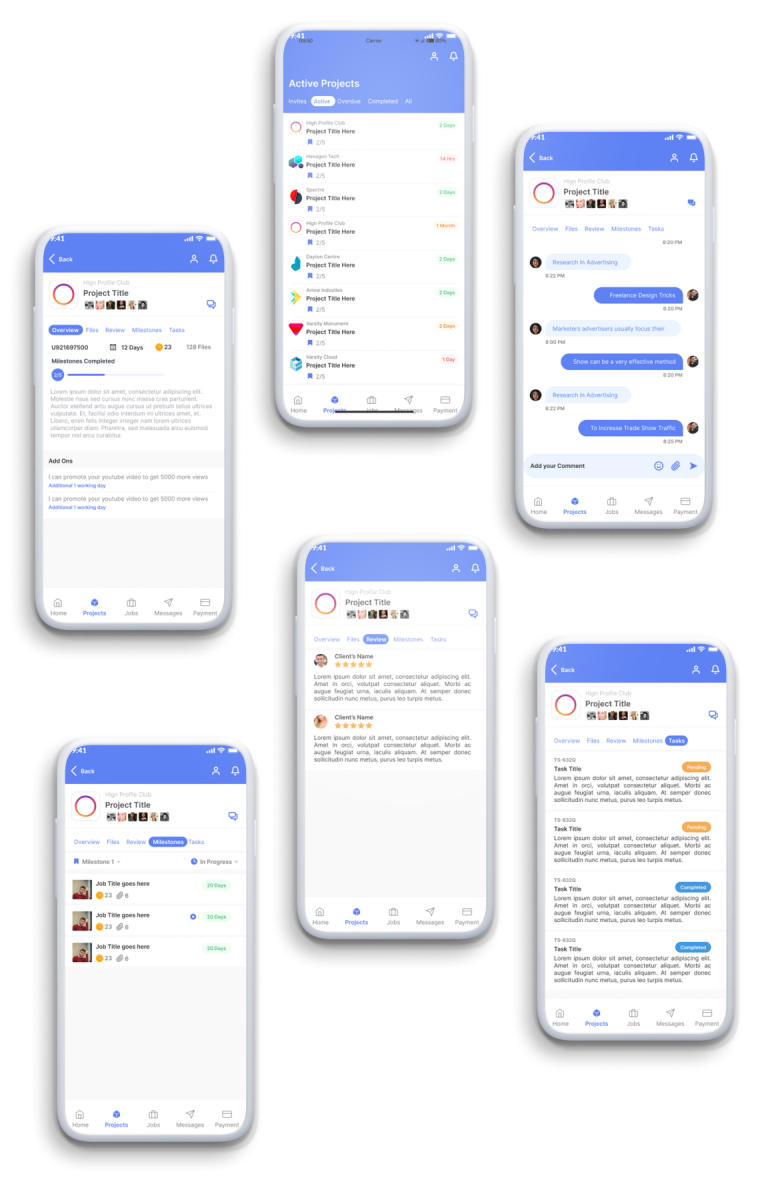 9:41
Carrier
Active Projects
Invites Active Overdue Completed All
High Profile Club
Project Title Here
2 Days
2/5
Hexagon Tech
Project Title Here
14 Hrs
2/5
Spectre
Project Title Here
2 Days
2/5
High Profile Club
Project Title Here
1 Month
2/5
Dayton Centre
Project Title Here
2 Days
2/5
Project Title Here
2 Days
2/5
Varsity Monument
Project Title Here
2 Days
2/5
Varsity Cloud
Project Title Here
1 Day
2/5
Home Projects Jobs Messages Payment
9:41
Back
High Profile Club
Project Title
Overview Files Review Milestones Tasks
8:20 PM
Research In Advertising
8:22 PM
Freelance Design Tricks
8:20 PM
Marketers advertisers usually focus their
8:00 PM
Show can be a very effective method
8:20 PM
Research In Advertising
8:22 PM
To Increase Trade Show Traffic
8:25 PM
Add your Comment
Home Projects Jobs Messages Payment
9:41
Back
High Profile Club
Project Title
Overview Files Review Milestones Tasks
U921697500 12 Days 23 128 Files
Milestones Completed
2/5
Lorem ipsum dolor sit amet, consectetur adipiscing elit.
Molestie risus sed cursus nunc massa cras parturient.
Auctor eleifend arcu augue cursus ut pretium tellus ultrices
vulputate. Et, facilisi odio interdum mi ultrices amet, et.
Libero, enim felis integer integer nam lorem ultrices
ullamcorper diam. Pharetra, sed malesuada arcu euismod
tempor nisl arcu curabitur.
Add Ons
I can promote your youtube video to get 5000 more views
Additional 1 working day
I can promote your youtube video to get 5000 more views
Additional 1 working day
Home Projects Jobs Messages Payment
9:41
Back
High Profile Club
Project Title
Overview Files Review Milestones Tasks
Client's Name
Lorem ipsum dolor sit amet, consectetur adipiscing elit.
Amet in orci, volutpat consectetur aliquet. Morbi ac
augue feugiat urna, iaculis aliquam. At semper donec
sollicitudin nunc metus, purus leo turpis metus.
Client's Name
Lorem ipsum dolor sit amet, consectetur adipiscing elit.
Amet in orci, volutpat consectetur aliquet. Morbi ac
augue feugiat urna, iaculis aliquam. At semper donec
sollicitudin nunc metus, purus leo turpis metus.
Home Projects Jobs Messages Payment
9:41
Back
High Profile Club
Project Title
Overview Files Review Milestones Tasks
TS-632Q
Task Title
Pending
Lorem ipsum dolor sit amet, consectetur adipiscing elit.
Amet in orci, volutpat consectetur aliquet. Morbi ac
augue feugiat urna, iaculis aliquam. At semper donec
sollicitudin nunc metus, purus leo turpis metus.
TS-632Q
Task Title
Pending
Lorem ipsum dolor sit amet, consectetur adipiscing elit.
Amet in orci, volutpat consectetur aliquet. Morbi ac
augue feugiat urna, iaculis aliquam. At semper donec
sollicitudin nunc metus, purus leo turpis metus.
TS-632Q
Task Title
Completed
Lorem ipsum dolor sit amet, consectetur adipiscing elit.
Amet in orci, volutpat consectetur aliquet. Morbi ac
augue feugiat urna, iaculis aliquam. At semper donec
sollicitudin nunc metus, purus leo turpis metus.
TS-632Q
Task Title
Completed
Lorem ipsum dolor sit amet, consectetur adipiscing elit.
Amet in orci, volutpat consectetur aliquet. Morbi ac
augue feugiat urna, iaculis aliquam. At semper donec
sollicitudin nunc metus, purus leo turpis metus.
Home Projects Jobs Messages Payment
9:41
Back
High Profile Club
Project Title
Overview Files Review Milestones Tasks
Milestone 1 In Progress
Job Title goes here
20 Days
23 6
Job Title goes here
20 Days
23 6
Job Title goes here
20 Days
23 6
Home Projects Jobs Messages Payment